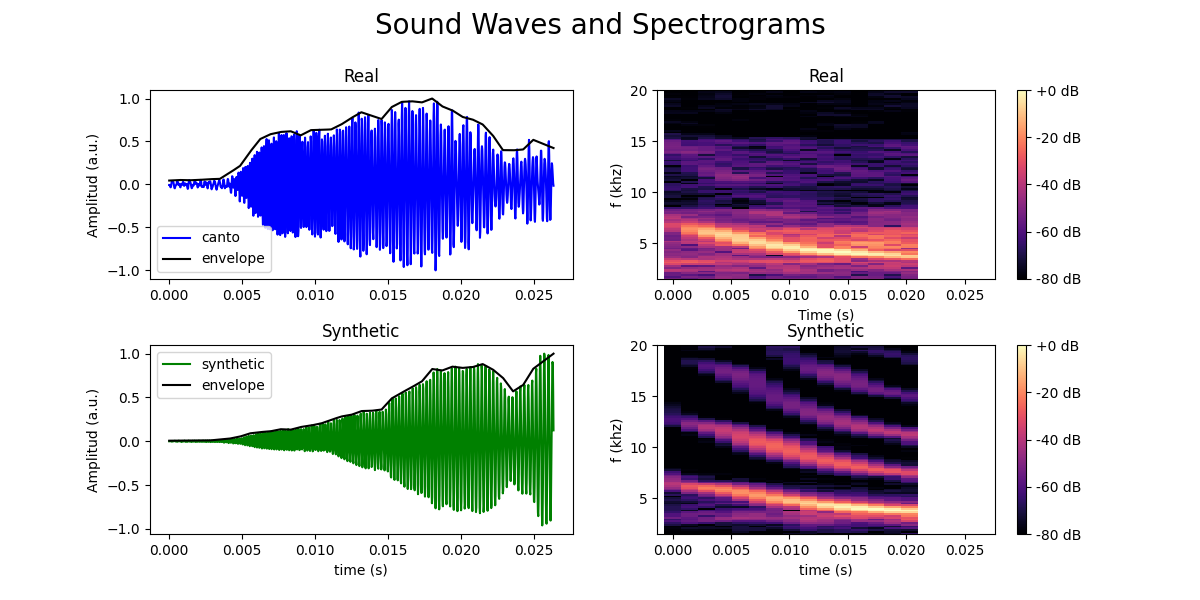 Sound Waves and Spectrograms
Real
Amplitud (a.u.)
1.0
0.5
0.0
−0.5
−1.0
canto
envelope
0.000 0.005 0.010 0.015 0.020 0.025
Real
f (khz)
20
15
10
5
0.000 0.005 0.010 0.015 0.020 0.025
Time (s)
+0 dB
-20 dB
-40 dB
-60 dB
-80 dB
Synthetic
Amplitud (a.u.)
1.0
0.5
0.0
−0.5
−1.0
synthetic
envelope
0.000 0.005 0.010 0.015 0.020 0.025
time (s)
Synthetic
f (khz)
20
15
10
5
0.000 0.005 0.010 0.015 0.020 0.025
time (s)
+0 dB
-20 dB
-40 dB
-60 dB
-80 dB